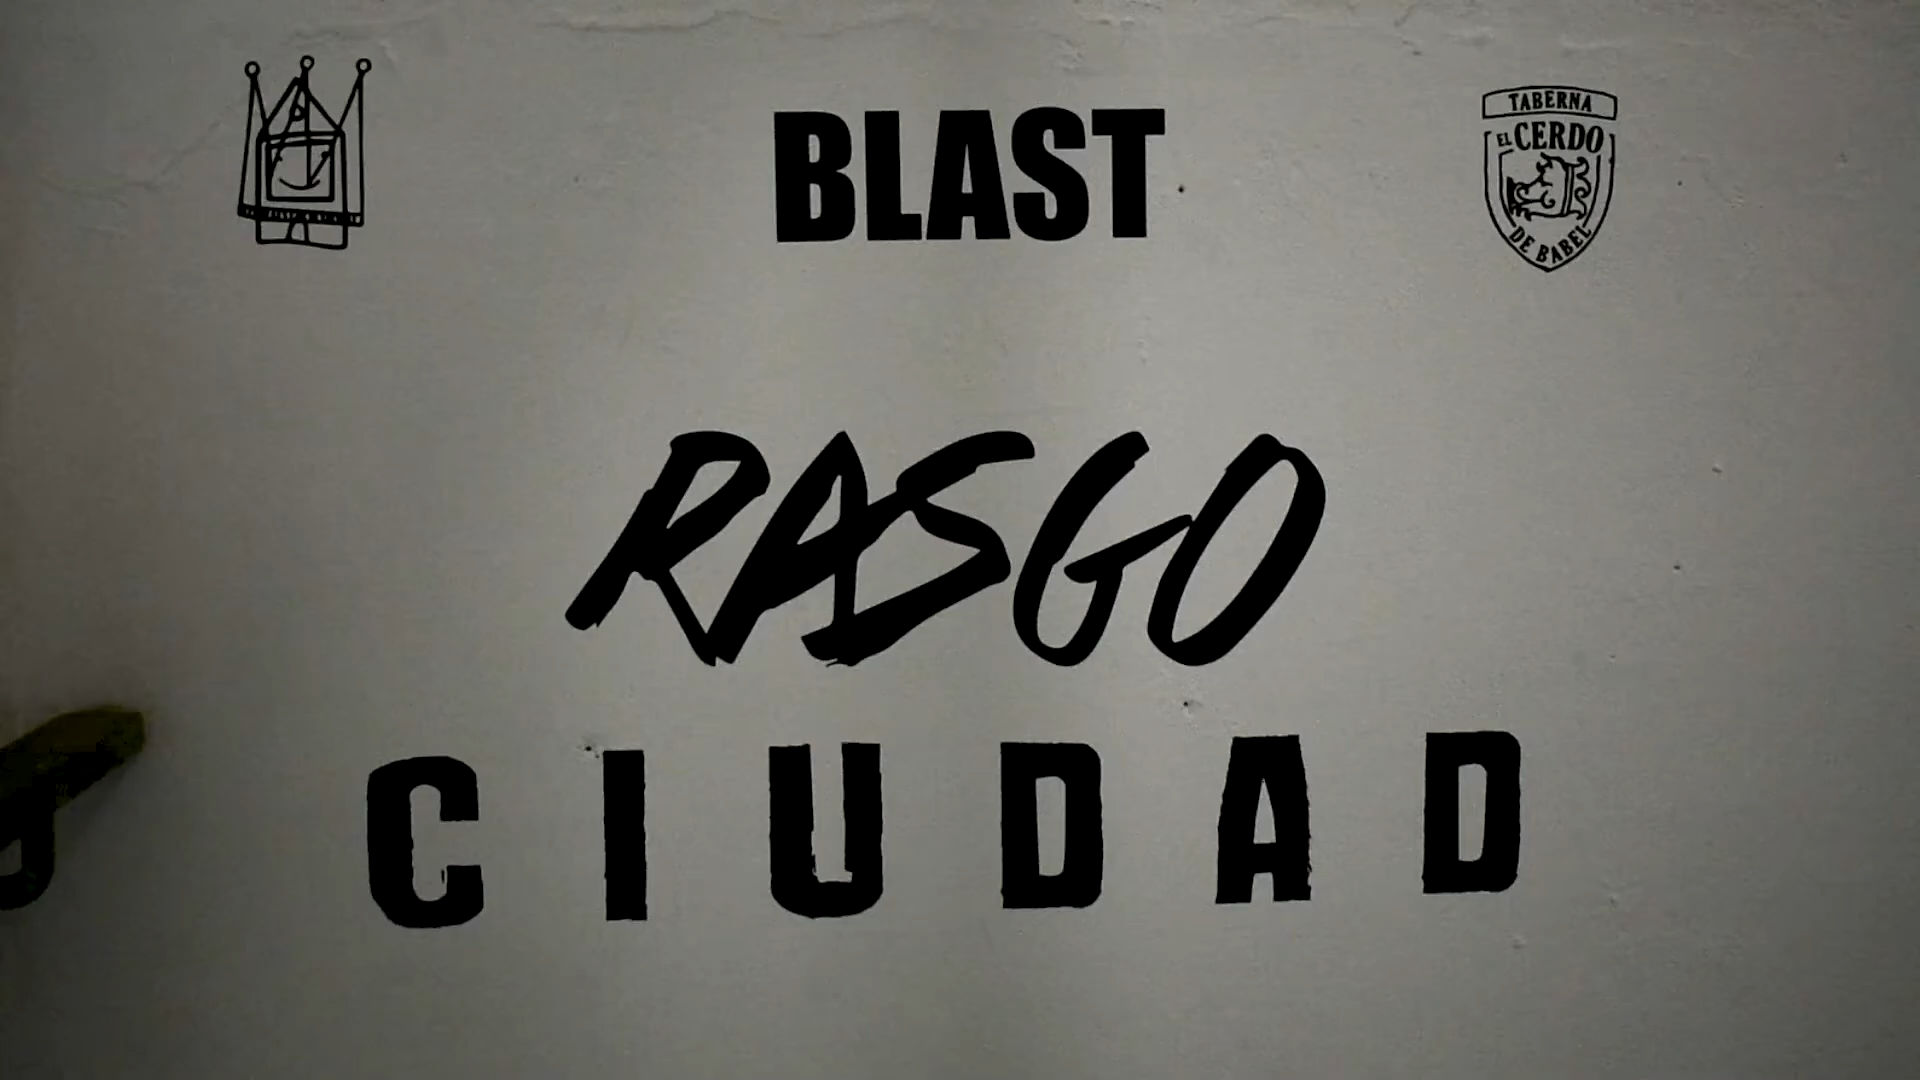 BLAST
TABERNA
EL CERDO
DE BABEL
RASGO
CIUDAD